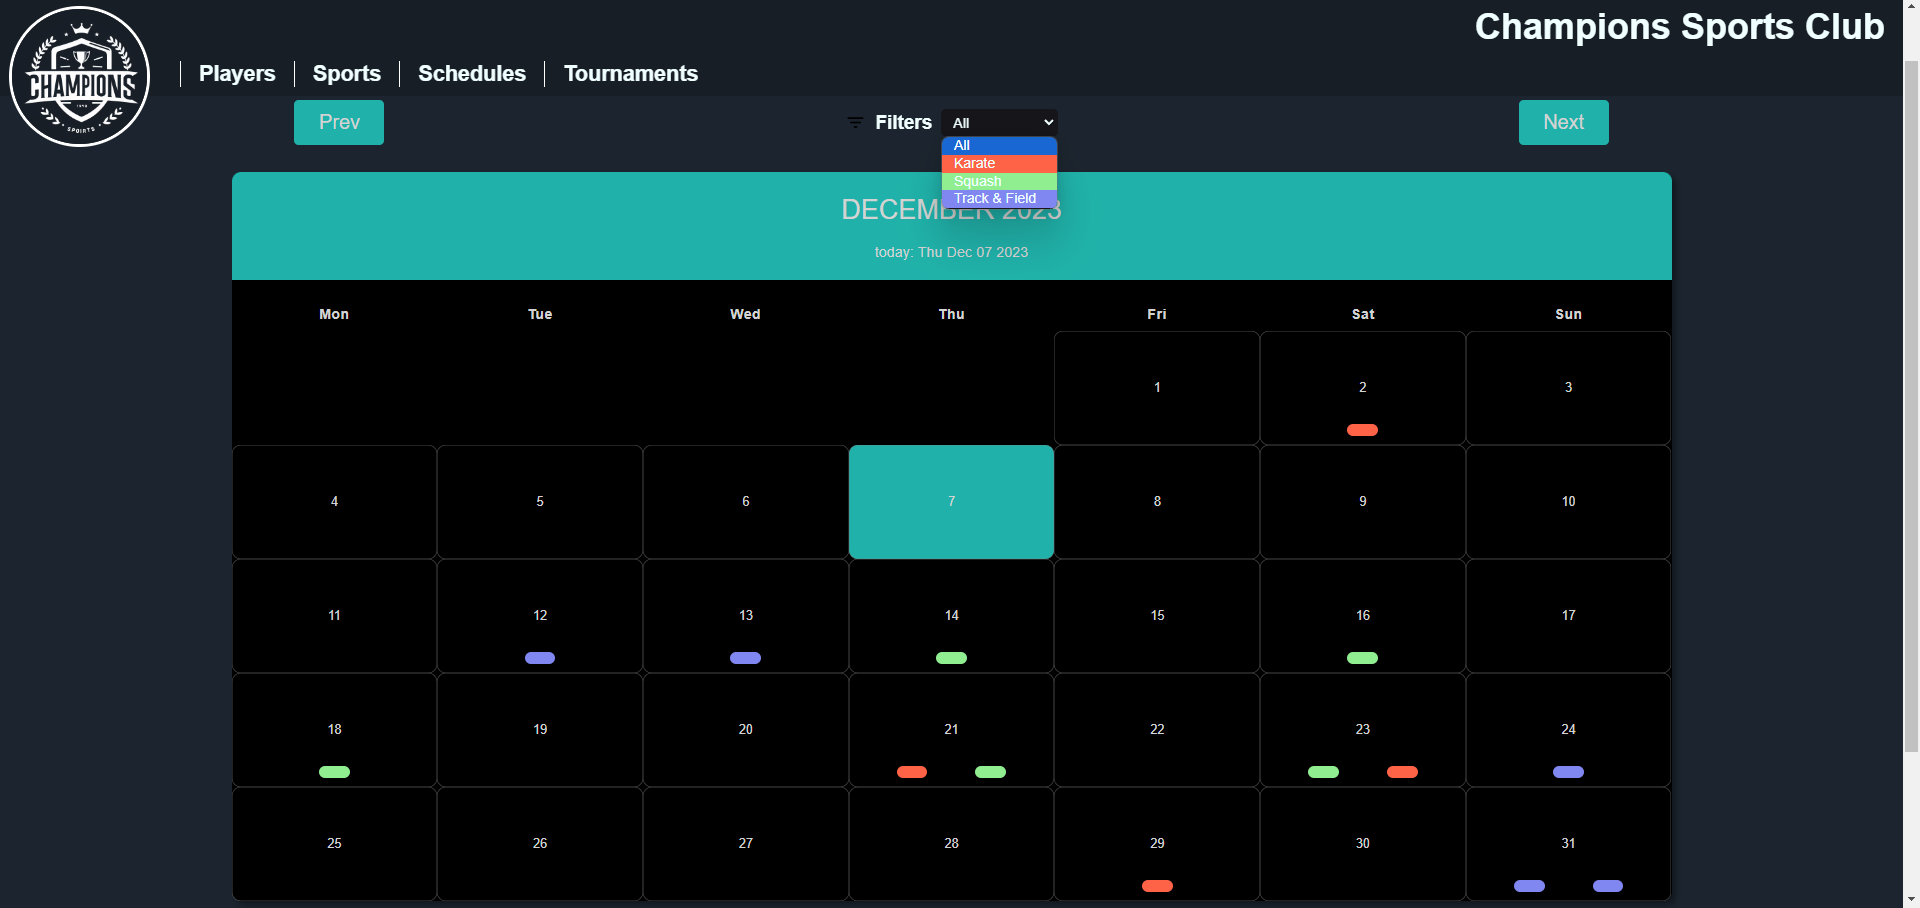 CHAMPIONS
Champions Sports Club
Players
Sports
Schedules
Tournaments
Prev
Filters
All
Next
All
Karate
Squash
Track & Field
DECEMBER 2023
today: Thu Dec 07 2023
Mon Tue Wed Thu Fri Sat Sun
1 2 3
4 5 6 7 8 9 10
11 12 13 14 15 16 17
18 19 20 21 22 23 24
25 26 27 28 29 30 31